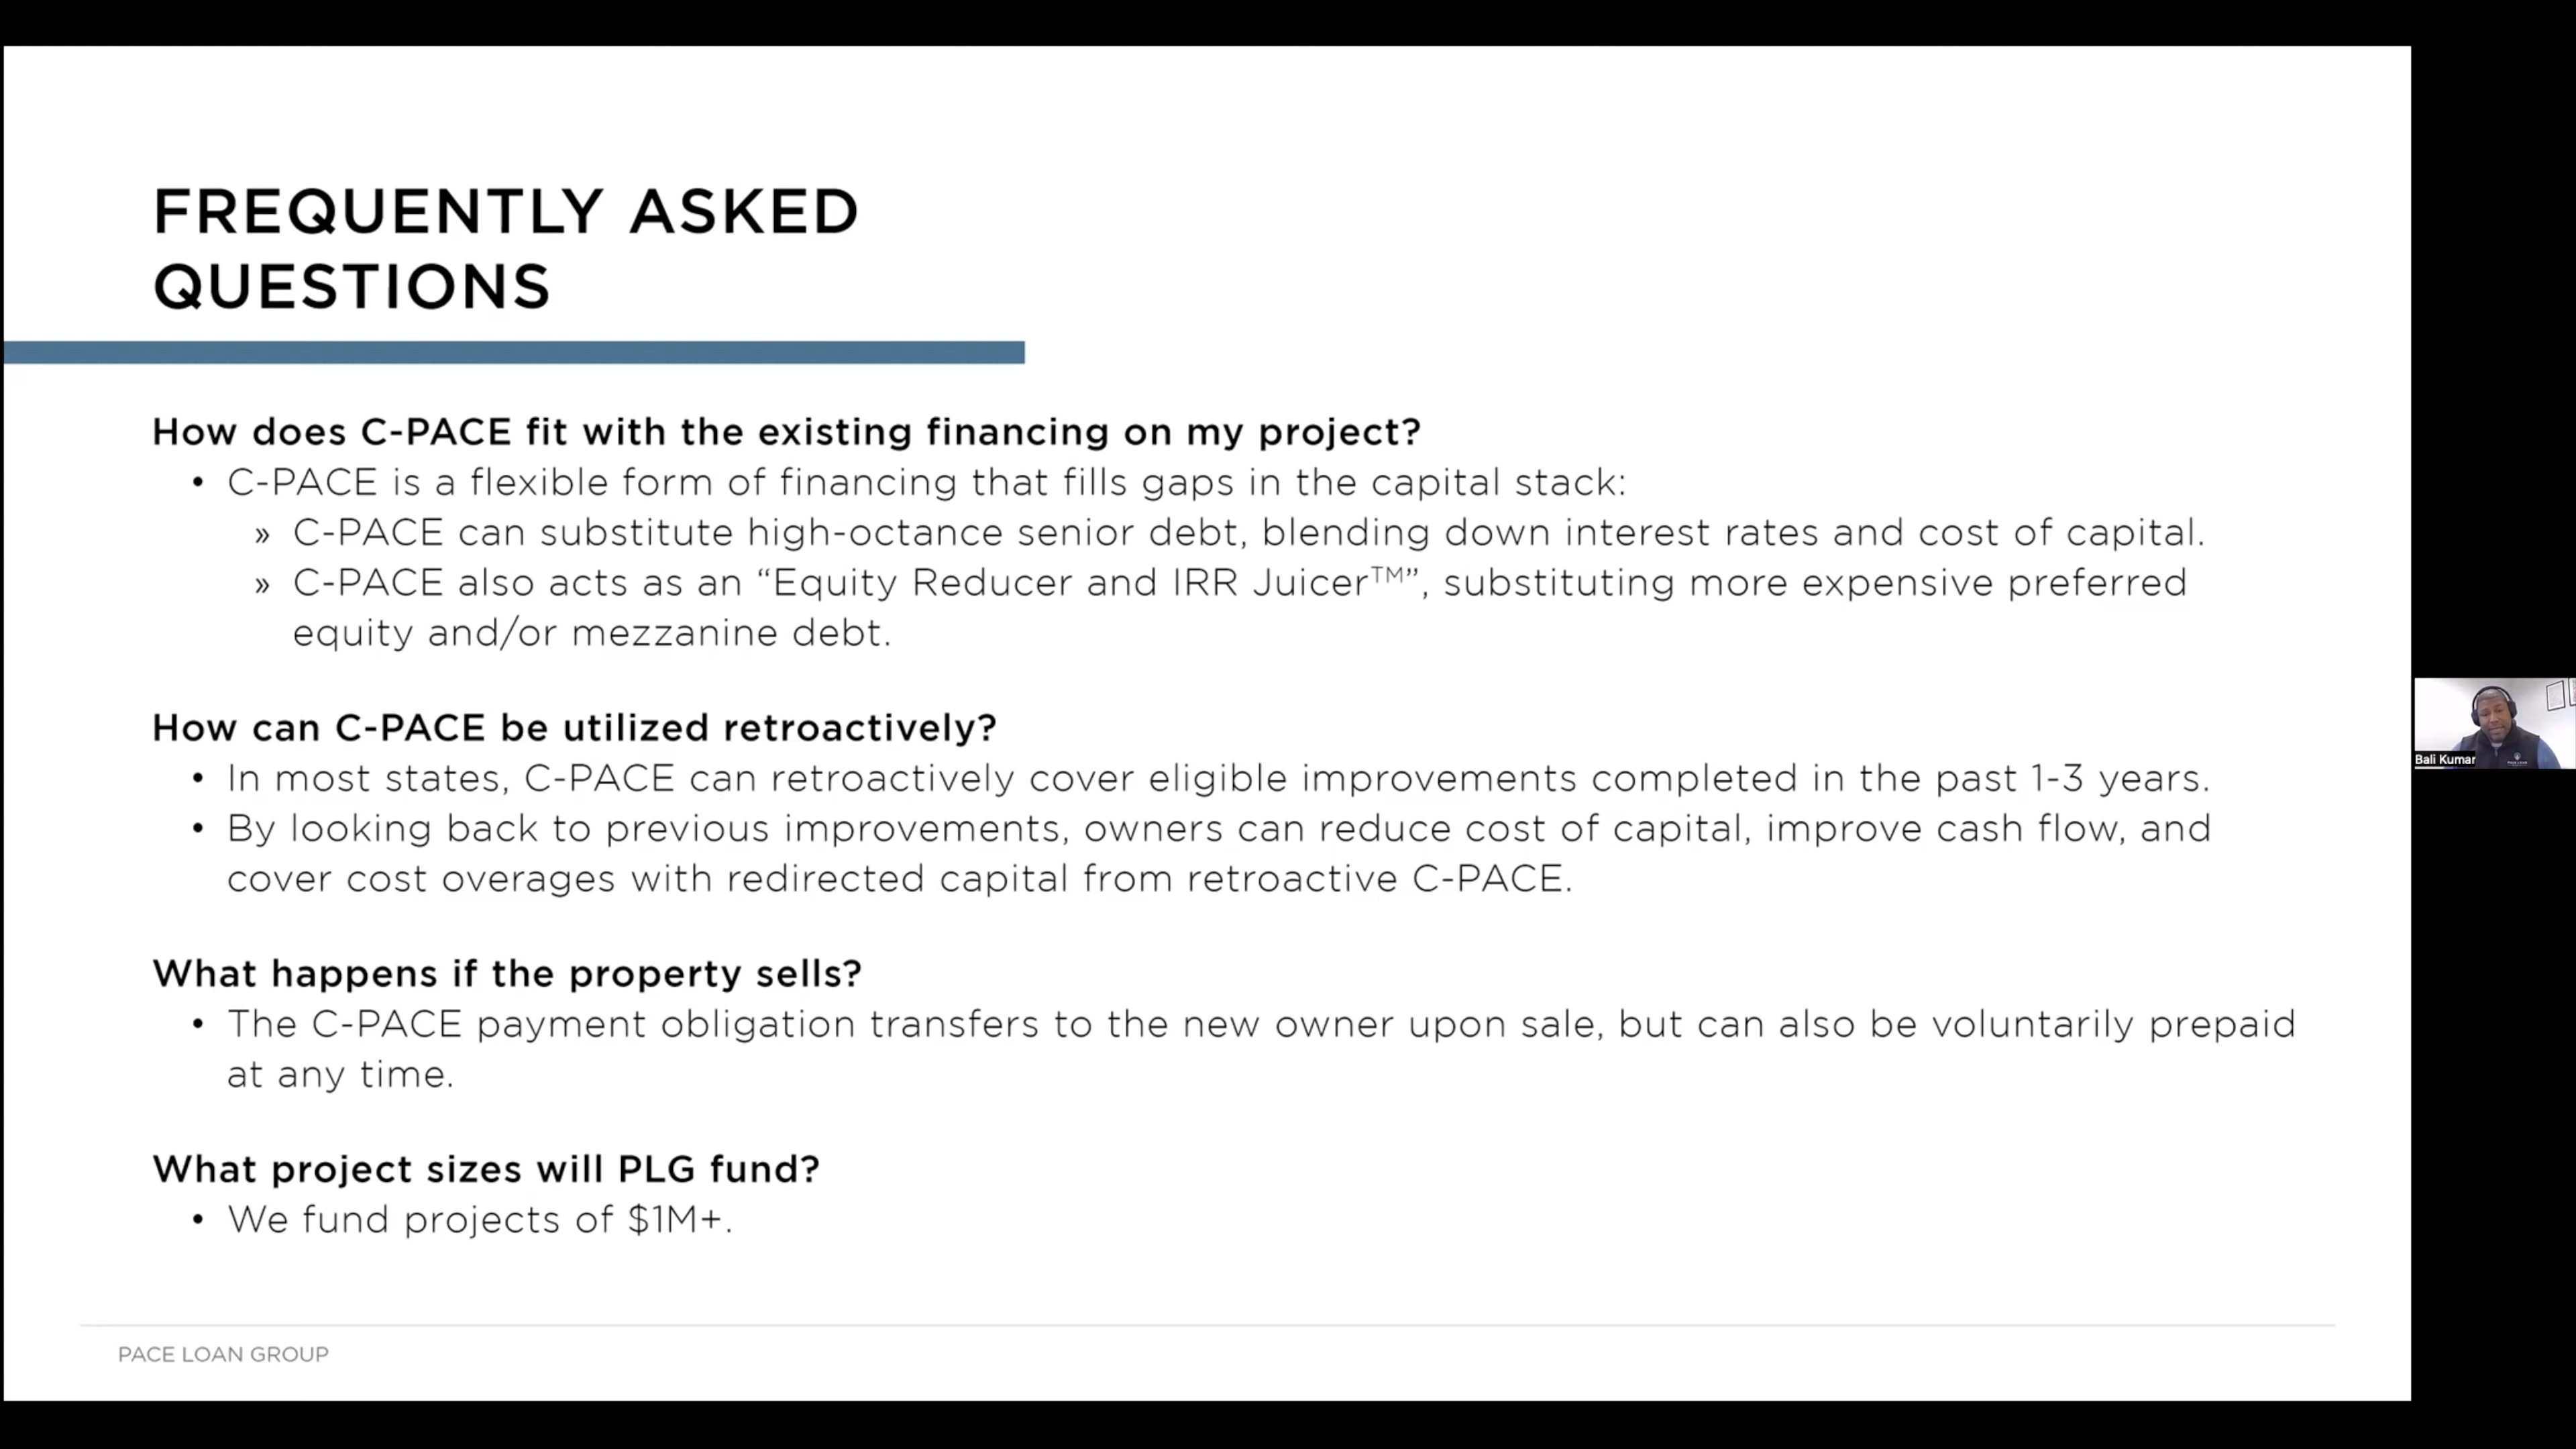 FREQUENTLY ASKED
QUESTIONS
How does C-PACE fit with the existing financing on my project?
• C-PACE is a flexible form of financing that fills gaps in the capital stack:
» C-PACE can substitute high-octance senior debt, blending down interest rates and cost of capital.
» C-PACE also acts as an “Equity Reducer and IRR Juicer™”, substituting more expensive preferred
equity and/or mezzanine debt.
How can C-PACE be utilized retroactively?
• In most states, C-PACE can retroactively cover eligible improvements completed in the past 1-3 years.
• By looking back to previous improvements, owners can reduce cost of capital, improve cash flow, and
cover cost overages with redirected capital from retroactive C-PACE.
What happens if the property sells?
• The C-PACE payment obligation transfers to the new owner upon sale, but can also be voluntarily prepaid
at any time.
What project sizes will PLG fund?
• We fund projects of $1M+.
PACE LOAN GROUP
Bali Kumar